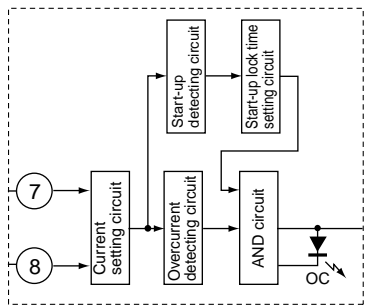 Start-up
detecting circuit
Start-up lock time
setting circuit
7
8
Current
setting circuit
Overcurrent
detecting circuit
AND circuit
OC